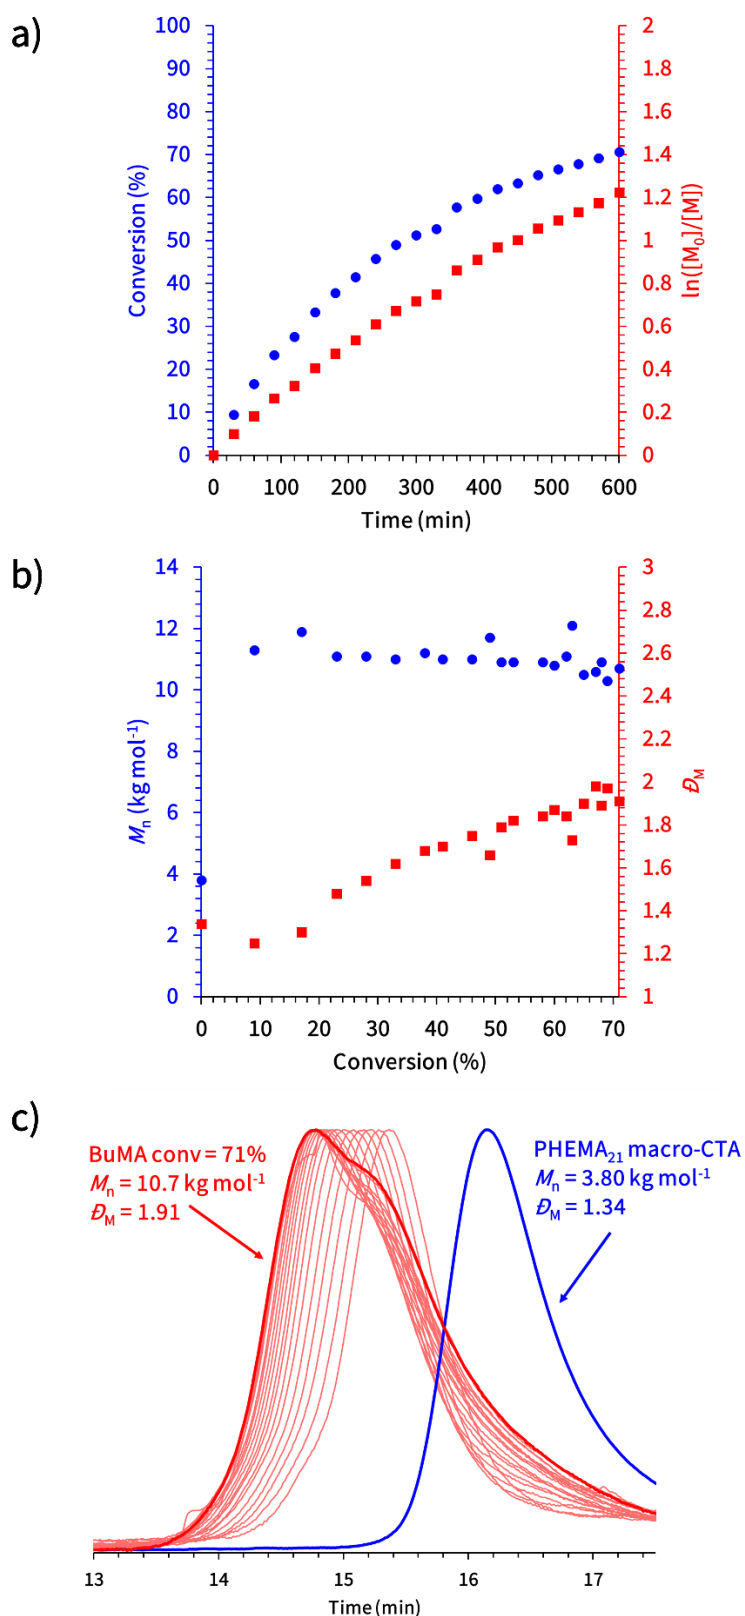 a)
100
90
80
70
60
50
40
30
20
10
0
Conversion (%)
2
1.8
1.6
1.4
1.2
1
0.8
0.6
0.4
0.2
0
ln([M₀]/[M])
0 100 200 300 400 500 600
Time (min)
b)
14
12
10
8
6
4
2
0
Mₙ (kg mol⁻¹)
3
2.8
2.6
2.4
2.2
2
1.8
1.6
1.4
1.2
1
Đ_M
0 10 20 30 40 50 60 70
Conversion (%)
c)
BuMA conv = 71%
Mₙ = 10.7 kg mol⁻¹
Đ_M = 1.91
PHEMA₂₁ macro-CTA
Mₙ = 3.80 kg mol⁻¹
Đ_M = 1.34
13 14 15 16 17
Time (min)